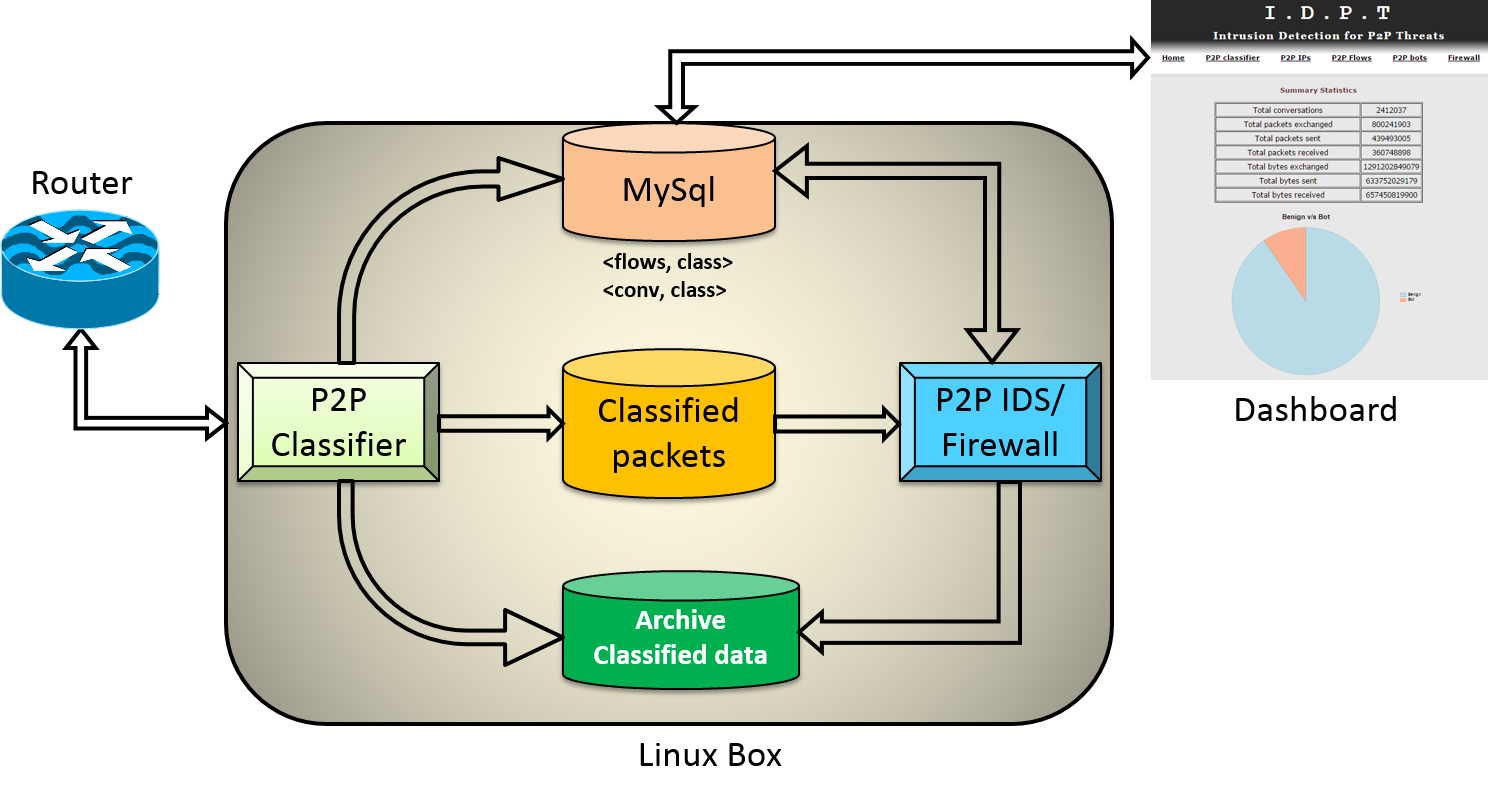 I.D.P.T
Intrusion Detection for P2P Threats
Home P2P classifier P2P IPs P2P Flows P2P bots Firewall
Summary Statistics
Total conversations 2412037
Total packets exchanged 800241903
Total packets sent 439493005
Total packets received 360748898
Total bytes exchanged 1291202849079
Total bytes sent 633752029179
Total bytes received 657450819900
Benign v/s Bot
Benign
Bot
Dashboard
Router
MySql
<flows, class>
<conv, class>
P2P
Classifier
Classified
packets
P2P IDS/
Firewall
Archive
Classified data
Linux Box